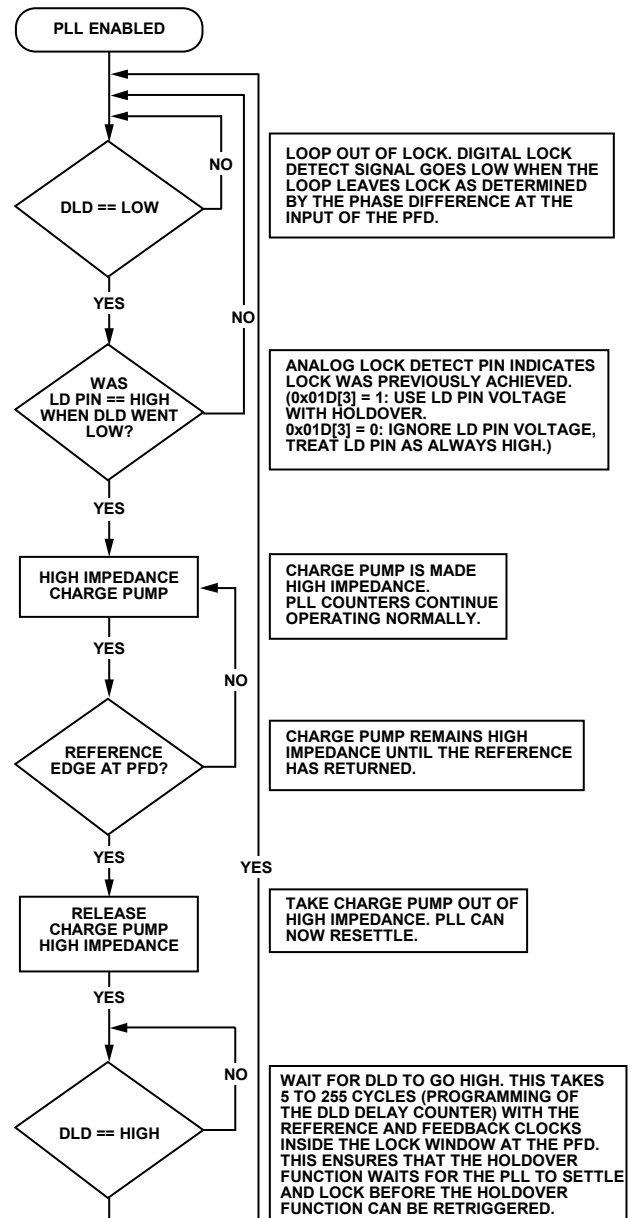 PLL ENABLED
NO
DLD == LOW
LOOP OUT OF LOCK. DIGITAL LOCK
DETECT SIGNAL GOES LOW WHEN THE
LOOP LEAVES LOCK AS DETERMINED
BY THE PHASE DIFFERENCE AT THE
INPUT OF THE PFD.
YES
NO
WAS
LD PIN == HIGH
WHEN DLD WENT
LOW?
ANALOG LOCK DETECT PIN INDICATES
LOCK WAS PREVIOUSLY ACHIEVED.
(0x01D[3] = 1: USE LD PIN VOLTAGE
WITH HOLDOVER.
0x01D[3] = 0: IGNORE LD PIN VOLTAGE,
TREAT LD PIN AS ALWAYS HIGH.)
YES
HIGH IMPEDANCE
CHARGE PUMP
CHARGE PUMP IS MADE
HIGH IMPEDANCE.
PLL COUNTERS CONTINUE
OPERATING NORMALLY.
YES
NO
REFERENCE
EDGE AT PFD?
CHARGE PUMP REMAINS HIGH
IMPEDANCE UNTIL THE REFERENCE
HAS RETURNED.
YES
YES
RELEASE
CHARGE PUMP
HIGH IMPEDANCE
TAKE CHARGE PUMP OUT OF
HIGH IMPEDANCE. PLL CAN
NOW RESETTLE.
YES
NO
DLD == HIGH
WAIT FOR DLD TO GO HIGH. THIS TAKES
5 TO 255 CYCLES (PROGRAMMING OF
THE DLD DELAY COUNTER) WITH THE
REFERENCE AND FEEDBACK CLOCKS
INSIDE THE LOCK WINDOW AT THE PFD.
THIS ENSURES THAT THE HOLDOVER
FUNCTION WAITS FOR THE PLL TO SETTLE
AND LOCK BEFORE THE HOLDOVER
FUNCTION CAN BE RETRIGGERED.